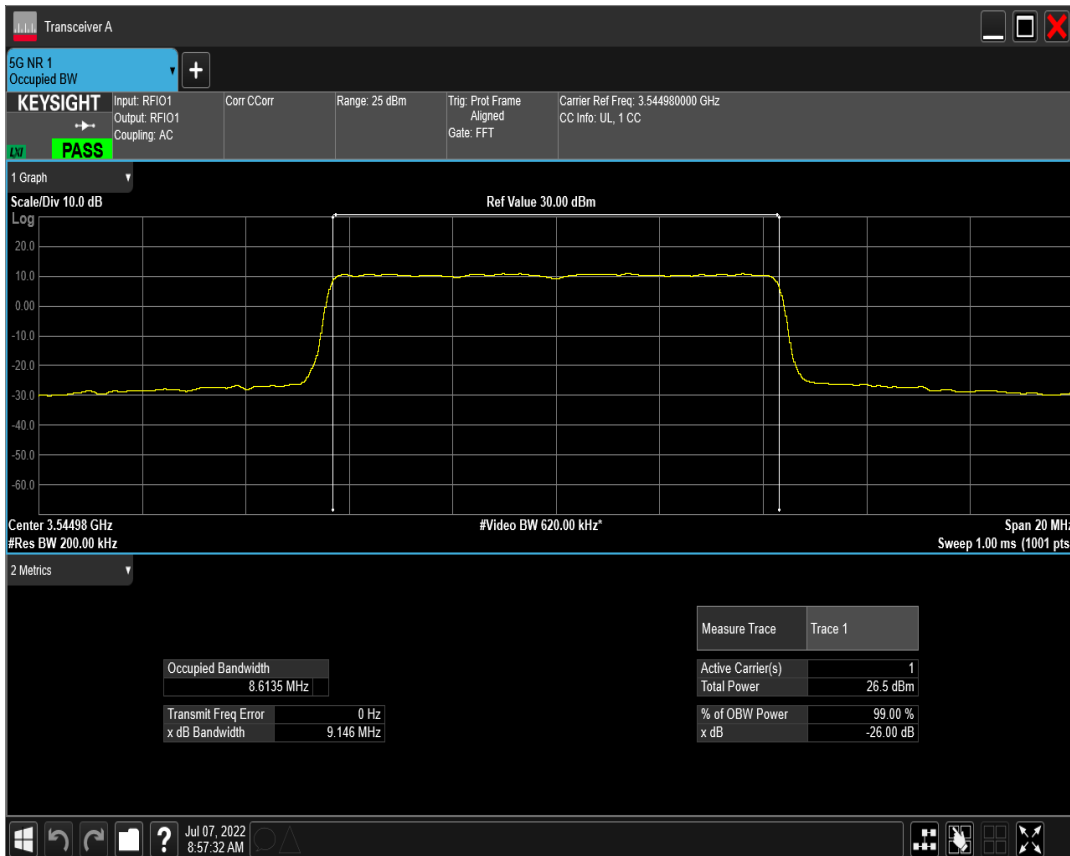 Transceiver A
5G NR 1
Occupied BW
+
KEYSIGHT
LXI
PASS
Input: RFIO1
Output: RFIO1
Coupling: AC
Corr CCorr
Range: 25 dBm
Trig: Prot Frame
Aligned
Gate: FFT
Carrier Ref Freq: 3.544980000 GHz
CC Info: UL, 1 CC
1 Graph
Scale/Div 10.0 dB
Ref Value 30.00 dBm
Log
20.0
10.0
0.00
-10.0
-20.0
-30.0
-40.0
-50.0
-60.0
Center 3.54498 GHz
#Video BW 620.00 kHz*
Span 20 MHz
#Res BW 200.00 kHz
Sweep 1.00 ms (1001 pts
2 Metrics
Measure Trace Trace 1
Occupied Bandwidth
8.6135 MHz
Active Carrier(s) 1
Total Power 26.5 dBm
Transmit Freq Error 0 Hz
x dB Bandwidth 9.146 MHz
% of OBW Power 99.00 %
x dB -26.00 dB
?
Jul 07, 2022
8:57:32 AM